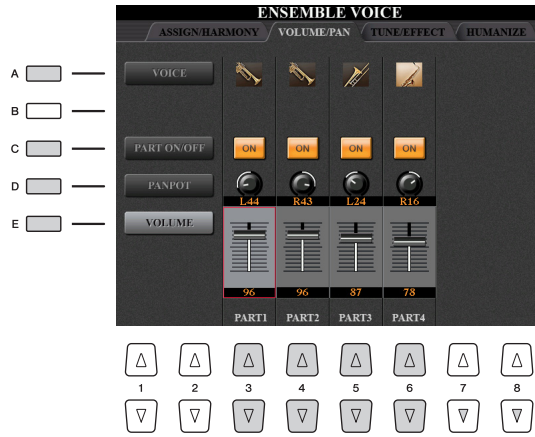 ENSEMBLE VOICE
ASSIGN/HARMONY VOLUME/PAN TUNE/EFFECT HUMANIZE
A VOICE
B
C PART ON/OFF ON ON ON ON
D PANPOT
L44 R43 L24 R16
E VOLUME
96 96 87 78
PART1 PART2 PART3 PART4
1 2 3 4 5 6 7 8